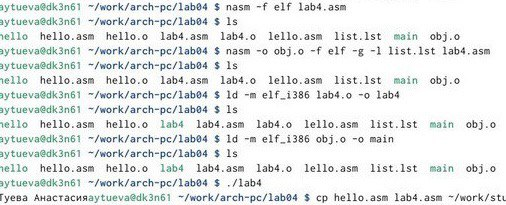 aytueva@dk3n61 ~/work/arch-pc/lab04 $ nasm -f elf lab4.asm
aytueva@dk3n61 ~/work/arch-pc/lab04 $ ls
hello hello.asm hello.o lab4.asm lab4.o lello.asm list.lst main obj.o
aytueva@dk3n61 ~/work/arch-pc/lab04 $ nasm -o obj.o -f elf -g -l list.lst lab4.asm
aytueva@dk3n61 ~/work/arch-pc/lab04 $ ls
hello hello.asm hello.o lab4.asm lab4.o lello.asm list.lst main obj.o
aytueva@dk3n61 ~/work/arch-pc/lab04 $ ld -m elf_i386 lab4.o -o lab4
aytueva@dk3n61 ~/work/arch-pc/lab04 $ ls
hello hello.asm hello.o lab4 lab4.asm lab4.o lello.asm list.lst main obj.o
aytueva@dk3n61 ~/work/arch-pc/lab04 $ ld -m elf_i386 obj.o -o main
aytueva@dk3n61 ~/work/arch-pc/lab04 $ ls
hello hello.asm hello.o lab4 lab4.asm lab4.o lello.asm list.lst main obj.o
aytueva@dk3n61 ~/work/arch-pc/lab04 $ ./lab4
Туева Анастасияaytueva@dk3n61 ~/work/arch-pc/lab04 $ cp hello.asm lab4.asm ~/work/stu